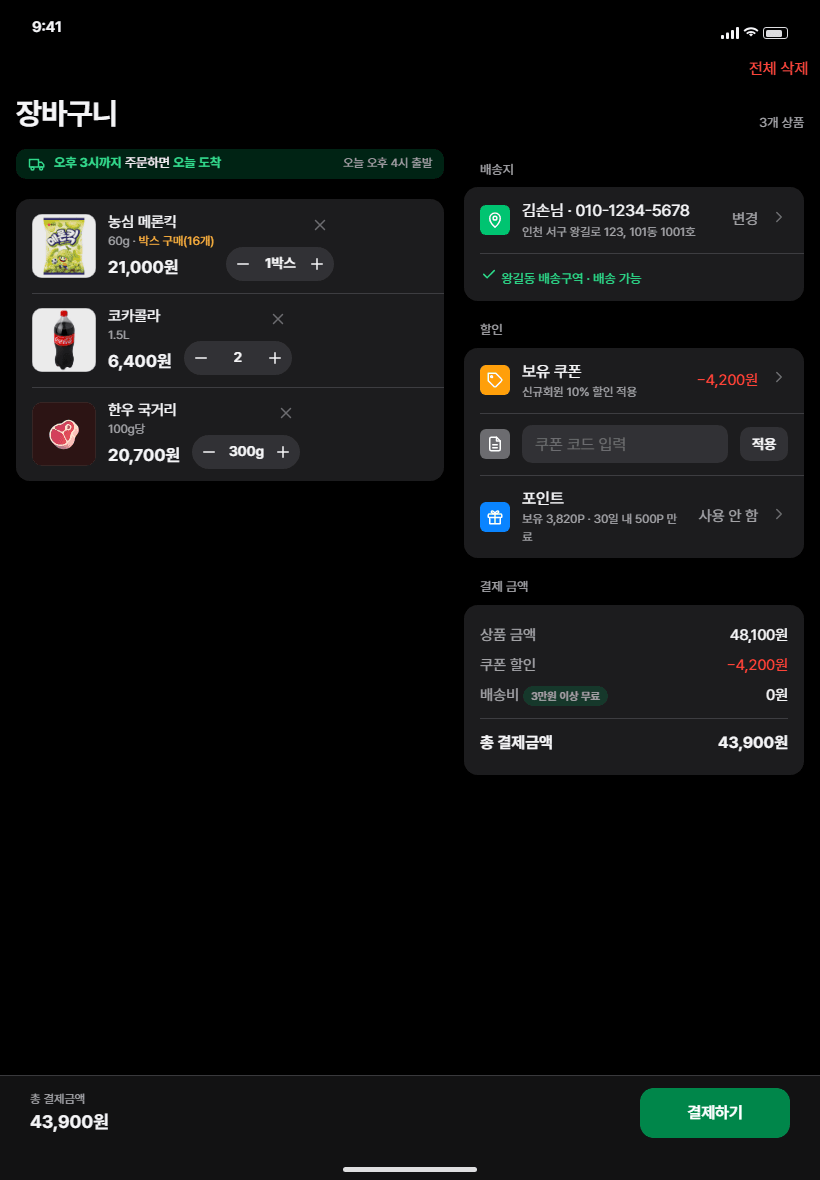 9:41
전체 삭제
장바구니
3개 상품
오후 3시까지 주문하면 오늘 도착
오늘 오후 4시 출발
농심 메론킥
60g · 박스 구매(16개)
21,000원
1박스
코카콜라
1.5L
6,400원
2
한우 국거리
100g당
20,700원
300g
배송지
김손님 · 010-1234-5678
변경
인천 서구 왕길로 123, 101동 1001호
왕길동 배송구역 · 배송 가능
할인
보유 쿠폰
−4,200원
신규회원 10% 할인 적용
쿠폰 코드 입력
적용
포인트
보유 3,820P · 30일 내 500P 만
료
사용 안 함
결제 금액
상품 금액 48,100원
쿠폰 할인 −4,200원
배송비 3만원 이상 무료 0원
총 결제금액 43,900원
총 결제금액
43,900원
결제하기